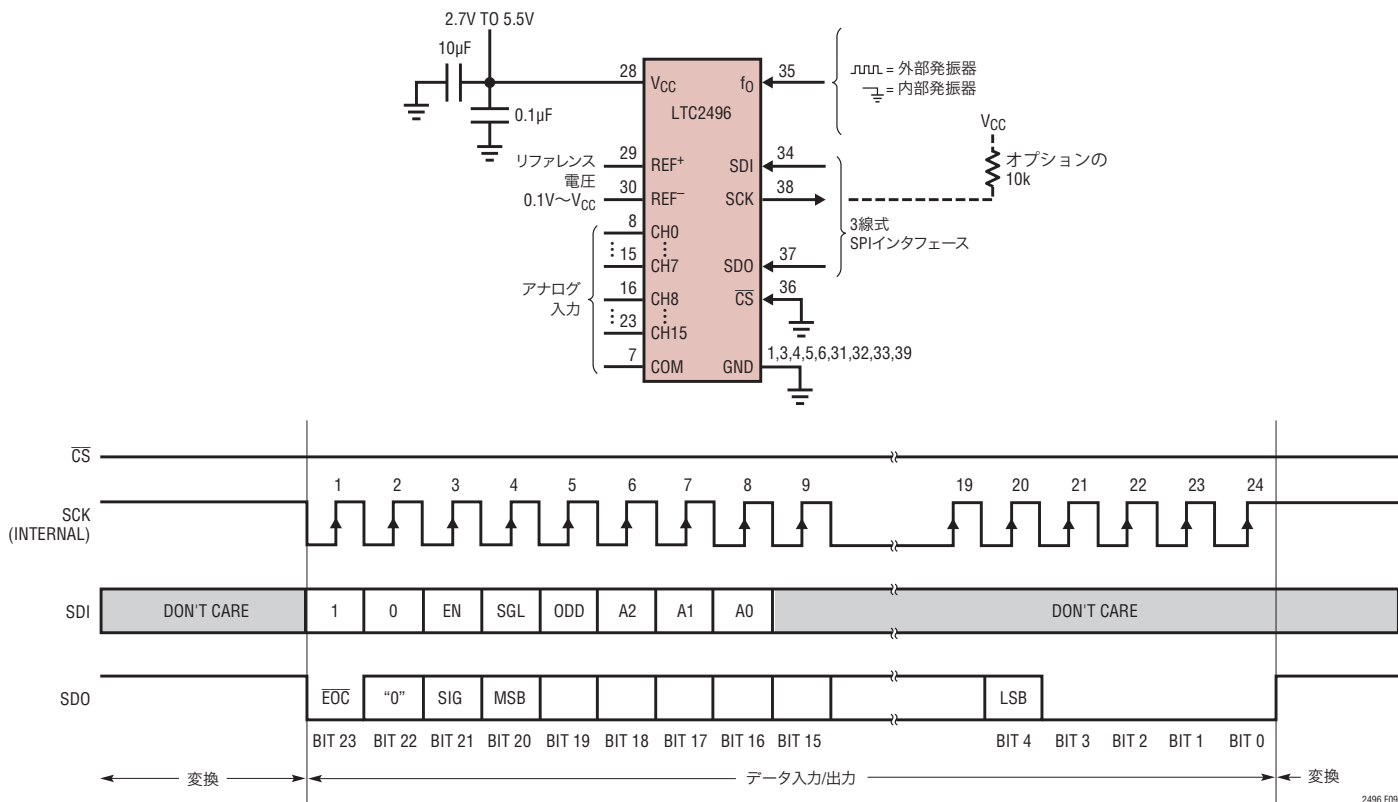 2.7V TO 5.5V
10µF
0.1µF
28
VCC
LTC2496
fO
35
= 外部発振器
= 内部発振器
VCC
オプションの
10k
リファレンス
電圧
0.1V〜VCC
29
REF+
30
REF–
SDI
34
SCK
38
3線式
SPIインタフェース
SDO
37
CS
36
アナログ
入力
8
CH0
15
CH7
16
CH8
23
CH15
7
COM
GND
1,3,4,5,6,31,32,33,39
CS
SCK
(INTERNAL)
1 2 3 4 5 6 7 8 9 19 20 21 22 23 24
SDI
DON'T CARE 1 0 EN SGL ODD A2 A1 A0 DON'T CARE
SDO
EOC “0” SIG MSB LSB
BIT 23 BIT 22 BIT 21 BIT 20 BIT 19 BIT 18 BIT 17 BIT 16 BIT 15 BIT 4 BIT 3 BIT 2 BIT 1 BIT 0
変換 データ入力/出力 変換
2496 F09